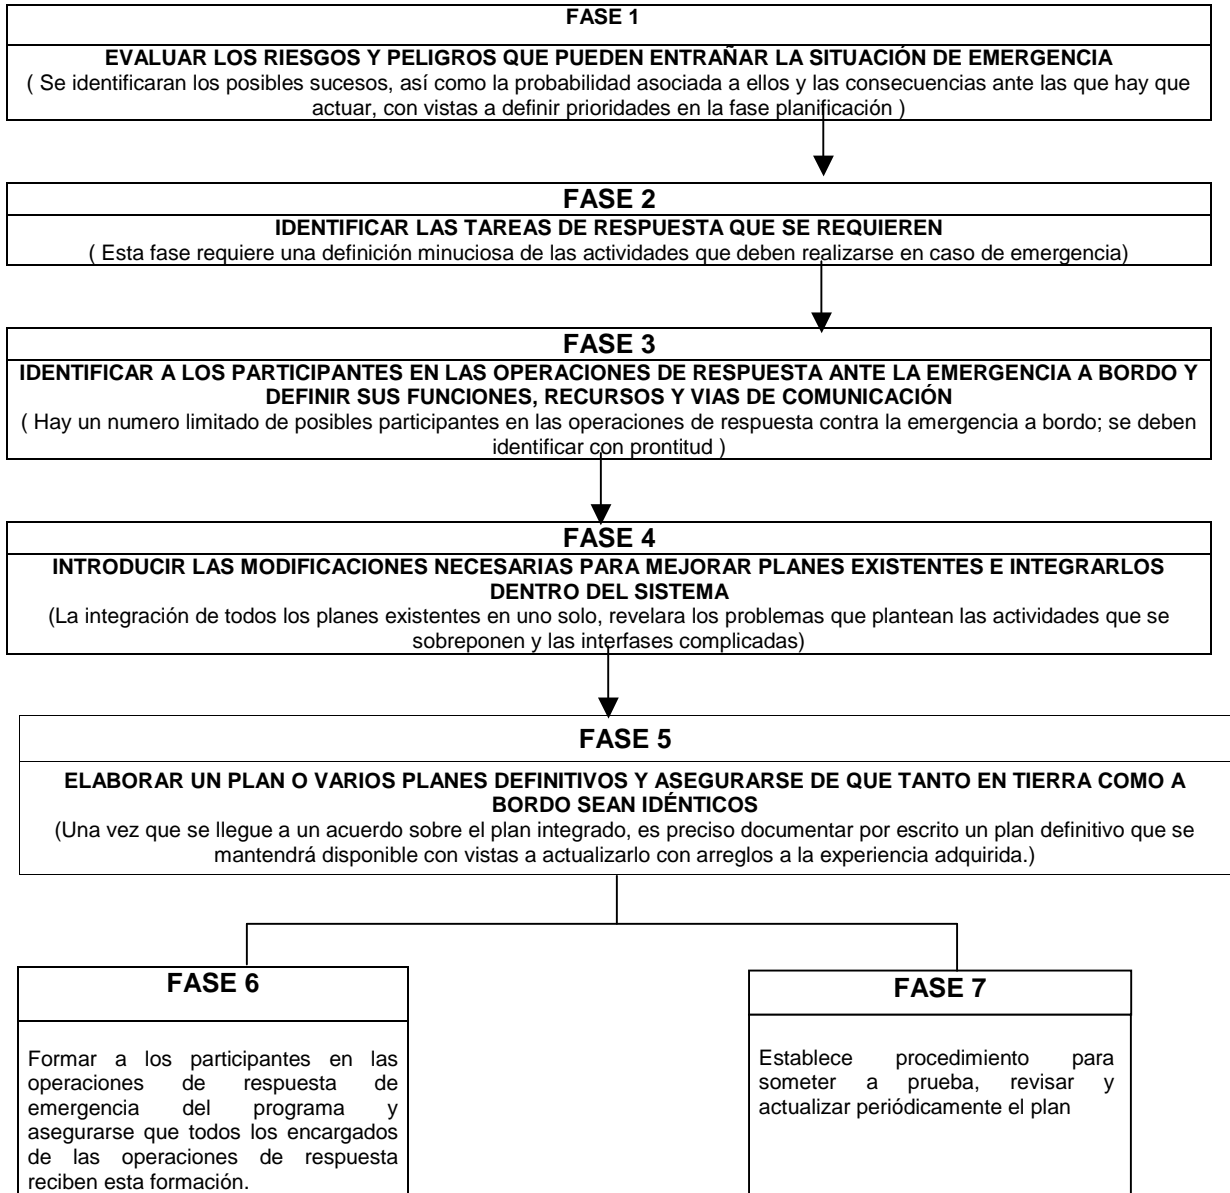 FASE 1
EVALUAR LOS RIESGOS Y PELIGROS QUE PUEDEN ENTRAÑAR LA SITUACIÓN DE EMERGENCIA
( Se identificaran los posibles sucesos, así como la probabilidad asociada a ellos y las consecuencias ante las que hay que
actuar, con vistas a definir prioridades en la fase planificación )
FASE 2
IDENTIFICAR LAS TAREAS DE RESPUESTA QUE SE REQUIEREN
( Esta fase requiere una definición minuciosa de las actividades que deben realizarse en caso de emergencia)
FASE 3
IDENTIFICAR A LOS PARTICIPANTES EN LAS OPERACIONES DE RESPUESTA ANTE LA EMERGENCIA A BORDO Y
DEFINIR SUS FUNCIONES, RECURSOS Y VIAS DE COMUNICACIÓN
( Hay un numero limitado de posibles participantes en las operaciones de respuesta contra la emergencia a bordo; se deben
identificar con prontitud )
FASE 4
INTRODUCIR LAS MODIFICACIONES NECESARIAS PARA MEJORAR PLANES EXISTENTES E INTEGRARLOS
DENTRO DEL SISTEMA
(La integración de todos los planes existentes en uno solo, revelara los problemas que plantean las actividades que se
sobreponen y las interfases complicadas)
FASE 5
ELABORAR UN PLAN O VARIOS PLANES DEFINITIVOS Y ASEGURARSE DE QUE TANTO EN TIERRA COMO A
BORDO SEAN IDÉNTICOS
(Una vez que se llegue a un acuerdo sobre el plan integrado, es preciso documentar por escrito un plan definitivo que se
mantendrá disponible con vistas a actualizarlo con arreglos a la experiencia adquirida.)
FASE 6
Formar a los participantes en las
operaciones de respuesta de
emergencia del programa y
asegurarse que todos los encargados
de las operaciones de respuesta
reciben esta formación.
FASE 7
Establece procedimiento para
someter a prueba, revisar y
actualizar periódicamente el plan